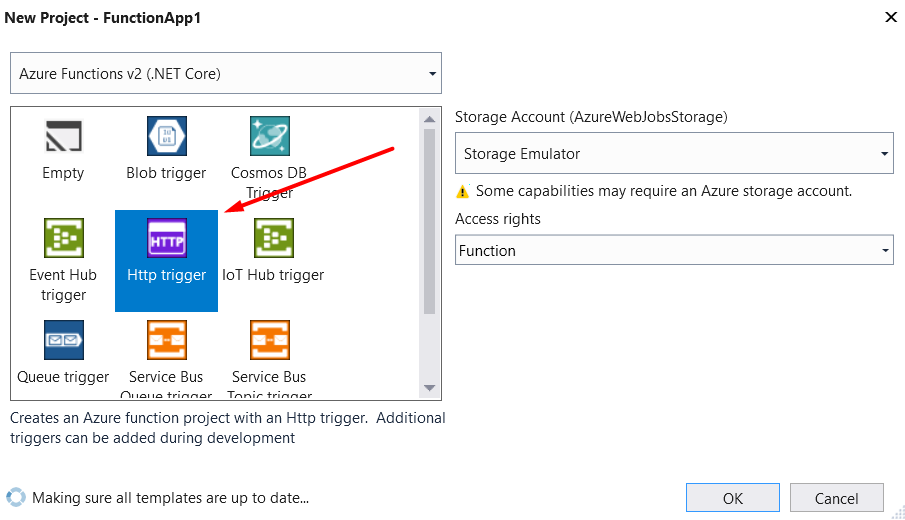 New Project - FunctionApp1
Azure Functions v2 (.NET Core)
Empty
Blob trigger
Cosmos DB
Trigger
HTTP
Event Hub
trigger
Http trigger
IoT Hub trigger
Queue trigger
Service Bus
Queue trigger
Service Bus
Topic trigger
Creates an Azure function project with an Http trigger.  Additional
triggers can be added during development
Storage Account (AzureWebJobsStorage)
Storage Emulator
Some capabilities may require an Azure storage account.
Access rights
Function
Making sure all templates are up to date...
OK
Cancel